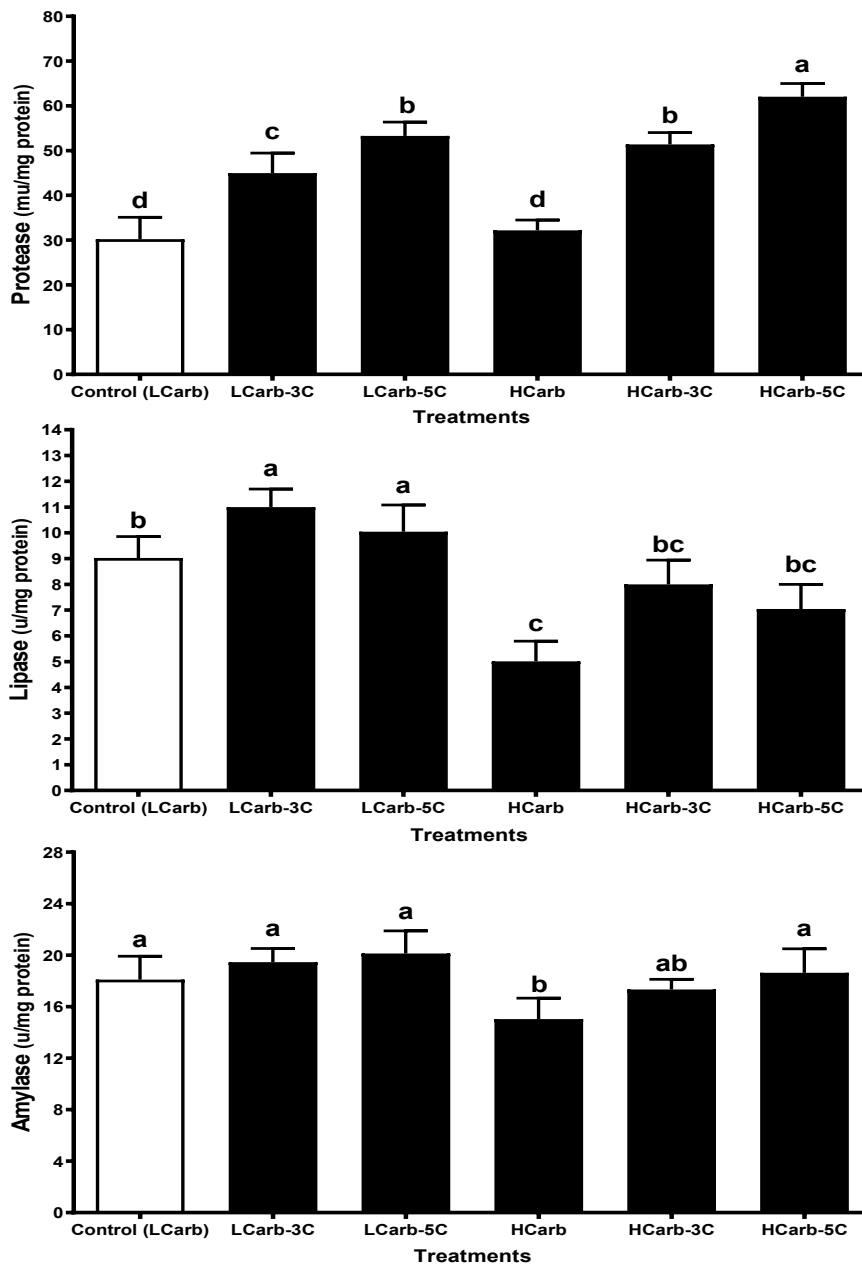 Protease (mu/mg protein)
80
70
60
50
40
30
20
10
0
d
c
b
d
b
a
Control (LCarb) LCarb-3C LCarb-5C HCarb HCarb-3C HCarb-5C
Treatments
Lipase (u/mg protein)
14
13
12
11
10
9
8
7
6
5
4
3
2
1
0
b
a
a
c
bc
bc
Control (LCarb) LCarb-3C LCarb-5C HCarb HCarb-3C HCarb-5C
Treatments
Amylase (u/mg protein)
28
24
20
16
12
8
4
0
a
a
a
b
ab
a
Control (LCarb) LCarb-3C LCarb-5C HCarb HCarb-3C HCarb-5C
Treatments